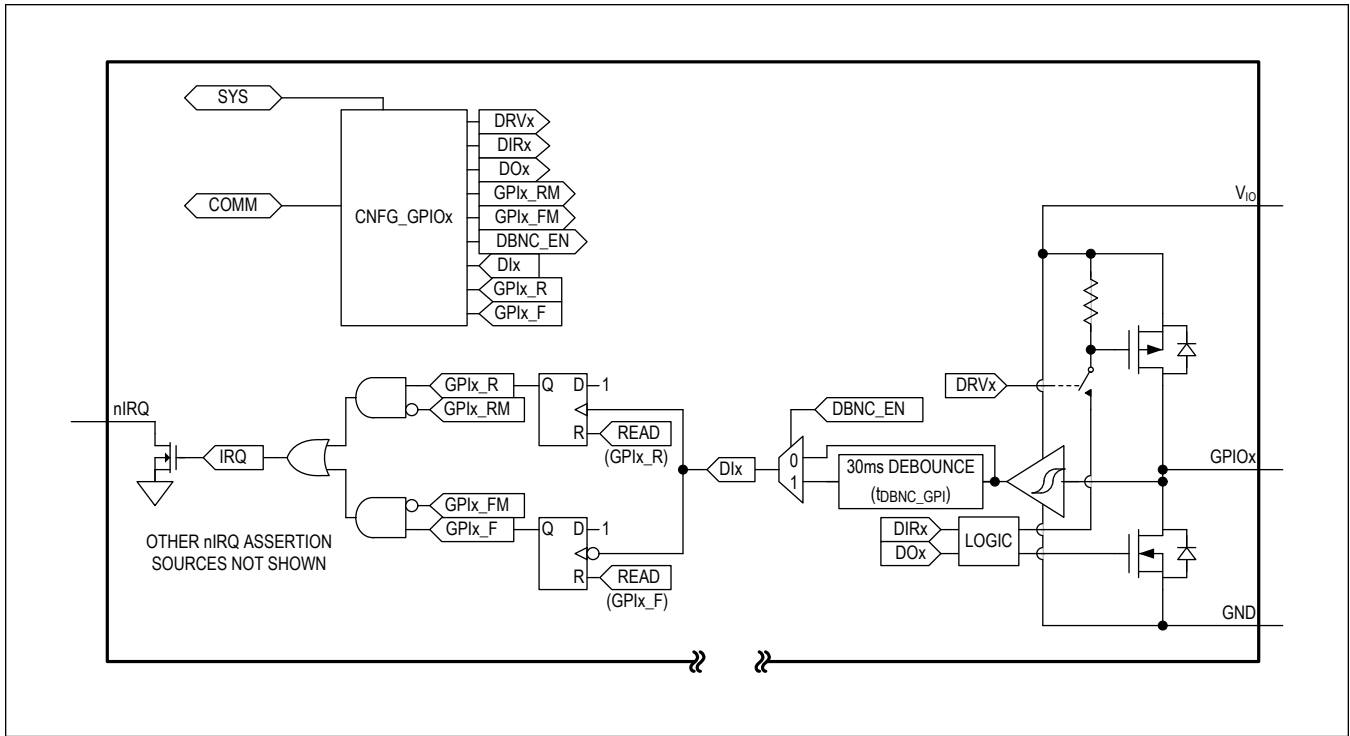 SYS
COMM
CNFG_GPIOx
DRVx
DIRx
DOx
GPIx_RM
GPIx_FM
DBNC_EN
DIx
GPIx_R
GPIx_F
VIO
nIRQ
IRQ
GPIx_R
GPIx_RM
Q D 1
R READ
(GPIx_R)
GPIx_FM
GPIx_F
Q D 1
R READ
(GPIx_F)
OTHER nIRQ ASSERTION
SOURCES NOT SHOWN
DIx
DBNC_EN
0
1
30ms DEBOUNCE
(tDBNC_GPI)
DRVx
DIRx
DOx
LOGIC
GPIOx
GND